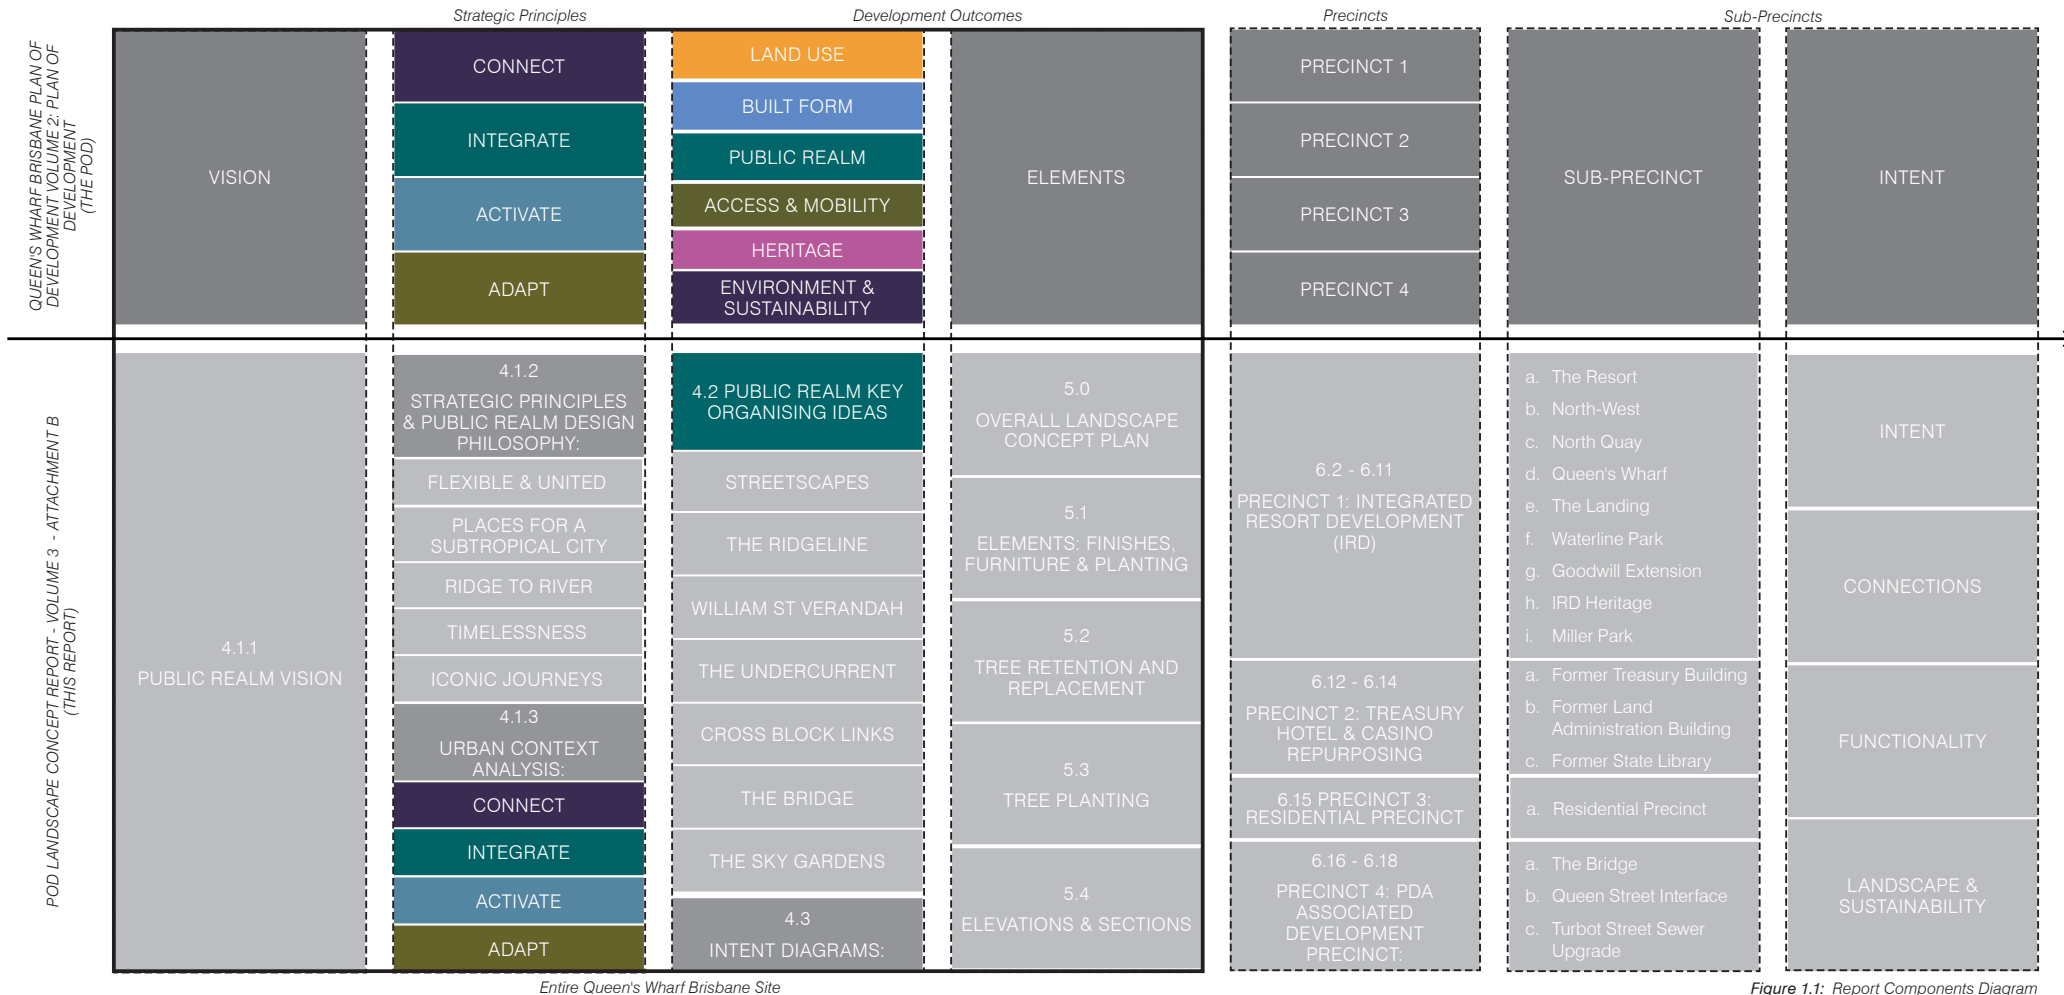 Strategic Principles
Development Outcomes
Precincts
Sub-Precincts
QUEEN'S WHARF BRISBANE PLAN OF
DEVELOPMENT VOLUME 2: PLAN OF
DEVELOPMENT
(THE POD)
VISION
CONNECT
INTEGRATE
ACTIVATE
ADAPT
LAND USE
BUILT FORM
PUBLIC REALM
ACCESS & MOBILITY
HERITAGE
ENVIRONMENT &
SUSTAINABILITY
ELEMENTS
PRECINCT 1
PRECINCT 2
PRECINCT 3
PRECINCT 4
SUB-PRECINCT
INTENT
POD LANDSCAPE CONCEPT REPORT - VOLUME 3 - ATTACHMENT B
(THIS REPORT)
4.1.1
PUBLIC REALM VISION
4.1.2
STRATEGIC PRINCIPLES
& PUBLIC REALM DESIGN
PHILOSOPHY:
FLEXIBLE & UNITED
PLACES FOR A
SUBTROPICAL CITY
RIDGE TO RIVER
TIMELESSNESS
ICONIC JOURNEYS
4.1.3
URBAN CONTEXT
ANALYSIS:
CONNECT
INTEGRATE
ACTIVATE
ADAPT
4.2 PUBLIC REALM KEY
ORGANISING IDEAS
STREETSCAPES
THE RIDGELINE
WILLIAM ST VERANDAH
THE UNDERCURRENT
CROSS BLOCK LINKS
THE BRIDGE
THE SKY GARDENS
4.3
INTENT DIAGRAMS:
5.0
OVERALL LANDSCAPE
CONCEPT PLAN
5.1
ELEMENTS: FINISHES,
FURNITURE & PLANTING
5.2
TREE RETENTION AND
REPLACEMENT
5.3
TREE PLANTING
5.4
ELEVATIONS & SECTIONS
6.2 - 6.11
PRECINCT 1: INTEGRATED
RESORT DEVELOPMENT
(IRD)
6.12 - 6.14
PRECINCT 2: TREASURY
HOTEL & CASINO
REPURPOSING
6.15 PRECINCT 3:
RESIDENTIAL PRECINCT
6.16 - 6.18
PRECINCT 4: PDA
ASSOCIATED
DEVELOPMENT
PRECINCT:
a. The Resort
b. North-West
c. North Quay
d. Queen's Wharf
e. The Landing
f. Waterline Park
g. Goodwill Extension
h. IRD Heritage
i. Miller Park
a. Former Treasury Building
b. Former Land
Administration Building
c. Former State Library
a. Residential Precinct
a. The Bridge
b. Queen Street Interface
c. Turbot Street Sewer
Upgrade
INTENT
CONNECTIONS
FUNCTIONALITY
LANDSCAPE &
SUSTAINABILITY
Entire Queen's Wharf Brisbane Site
Figure 1.1: Report Components Diagram